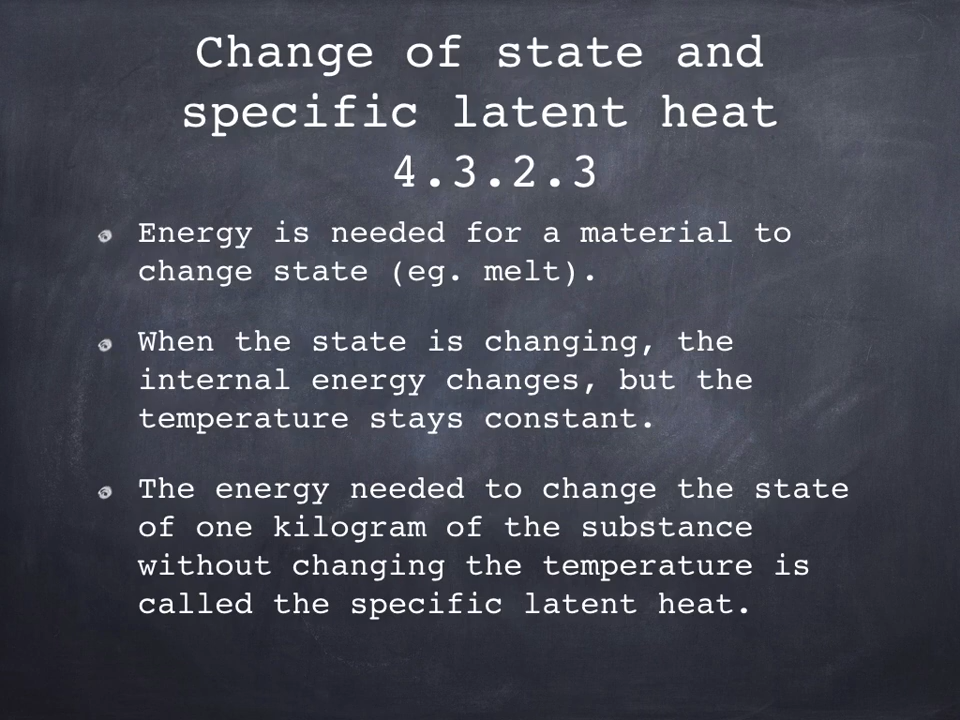 Change of state and
specific latent heat
4.3.2.3
Energy is needed for a material to
change state (eg. melt).
When the state is changing, the
internal energy changes, but the
temperature stays constant.
The energy needed to change the state
of one kilogram of the substance
without changing the temperature is
called the specific latent heat.